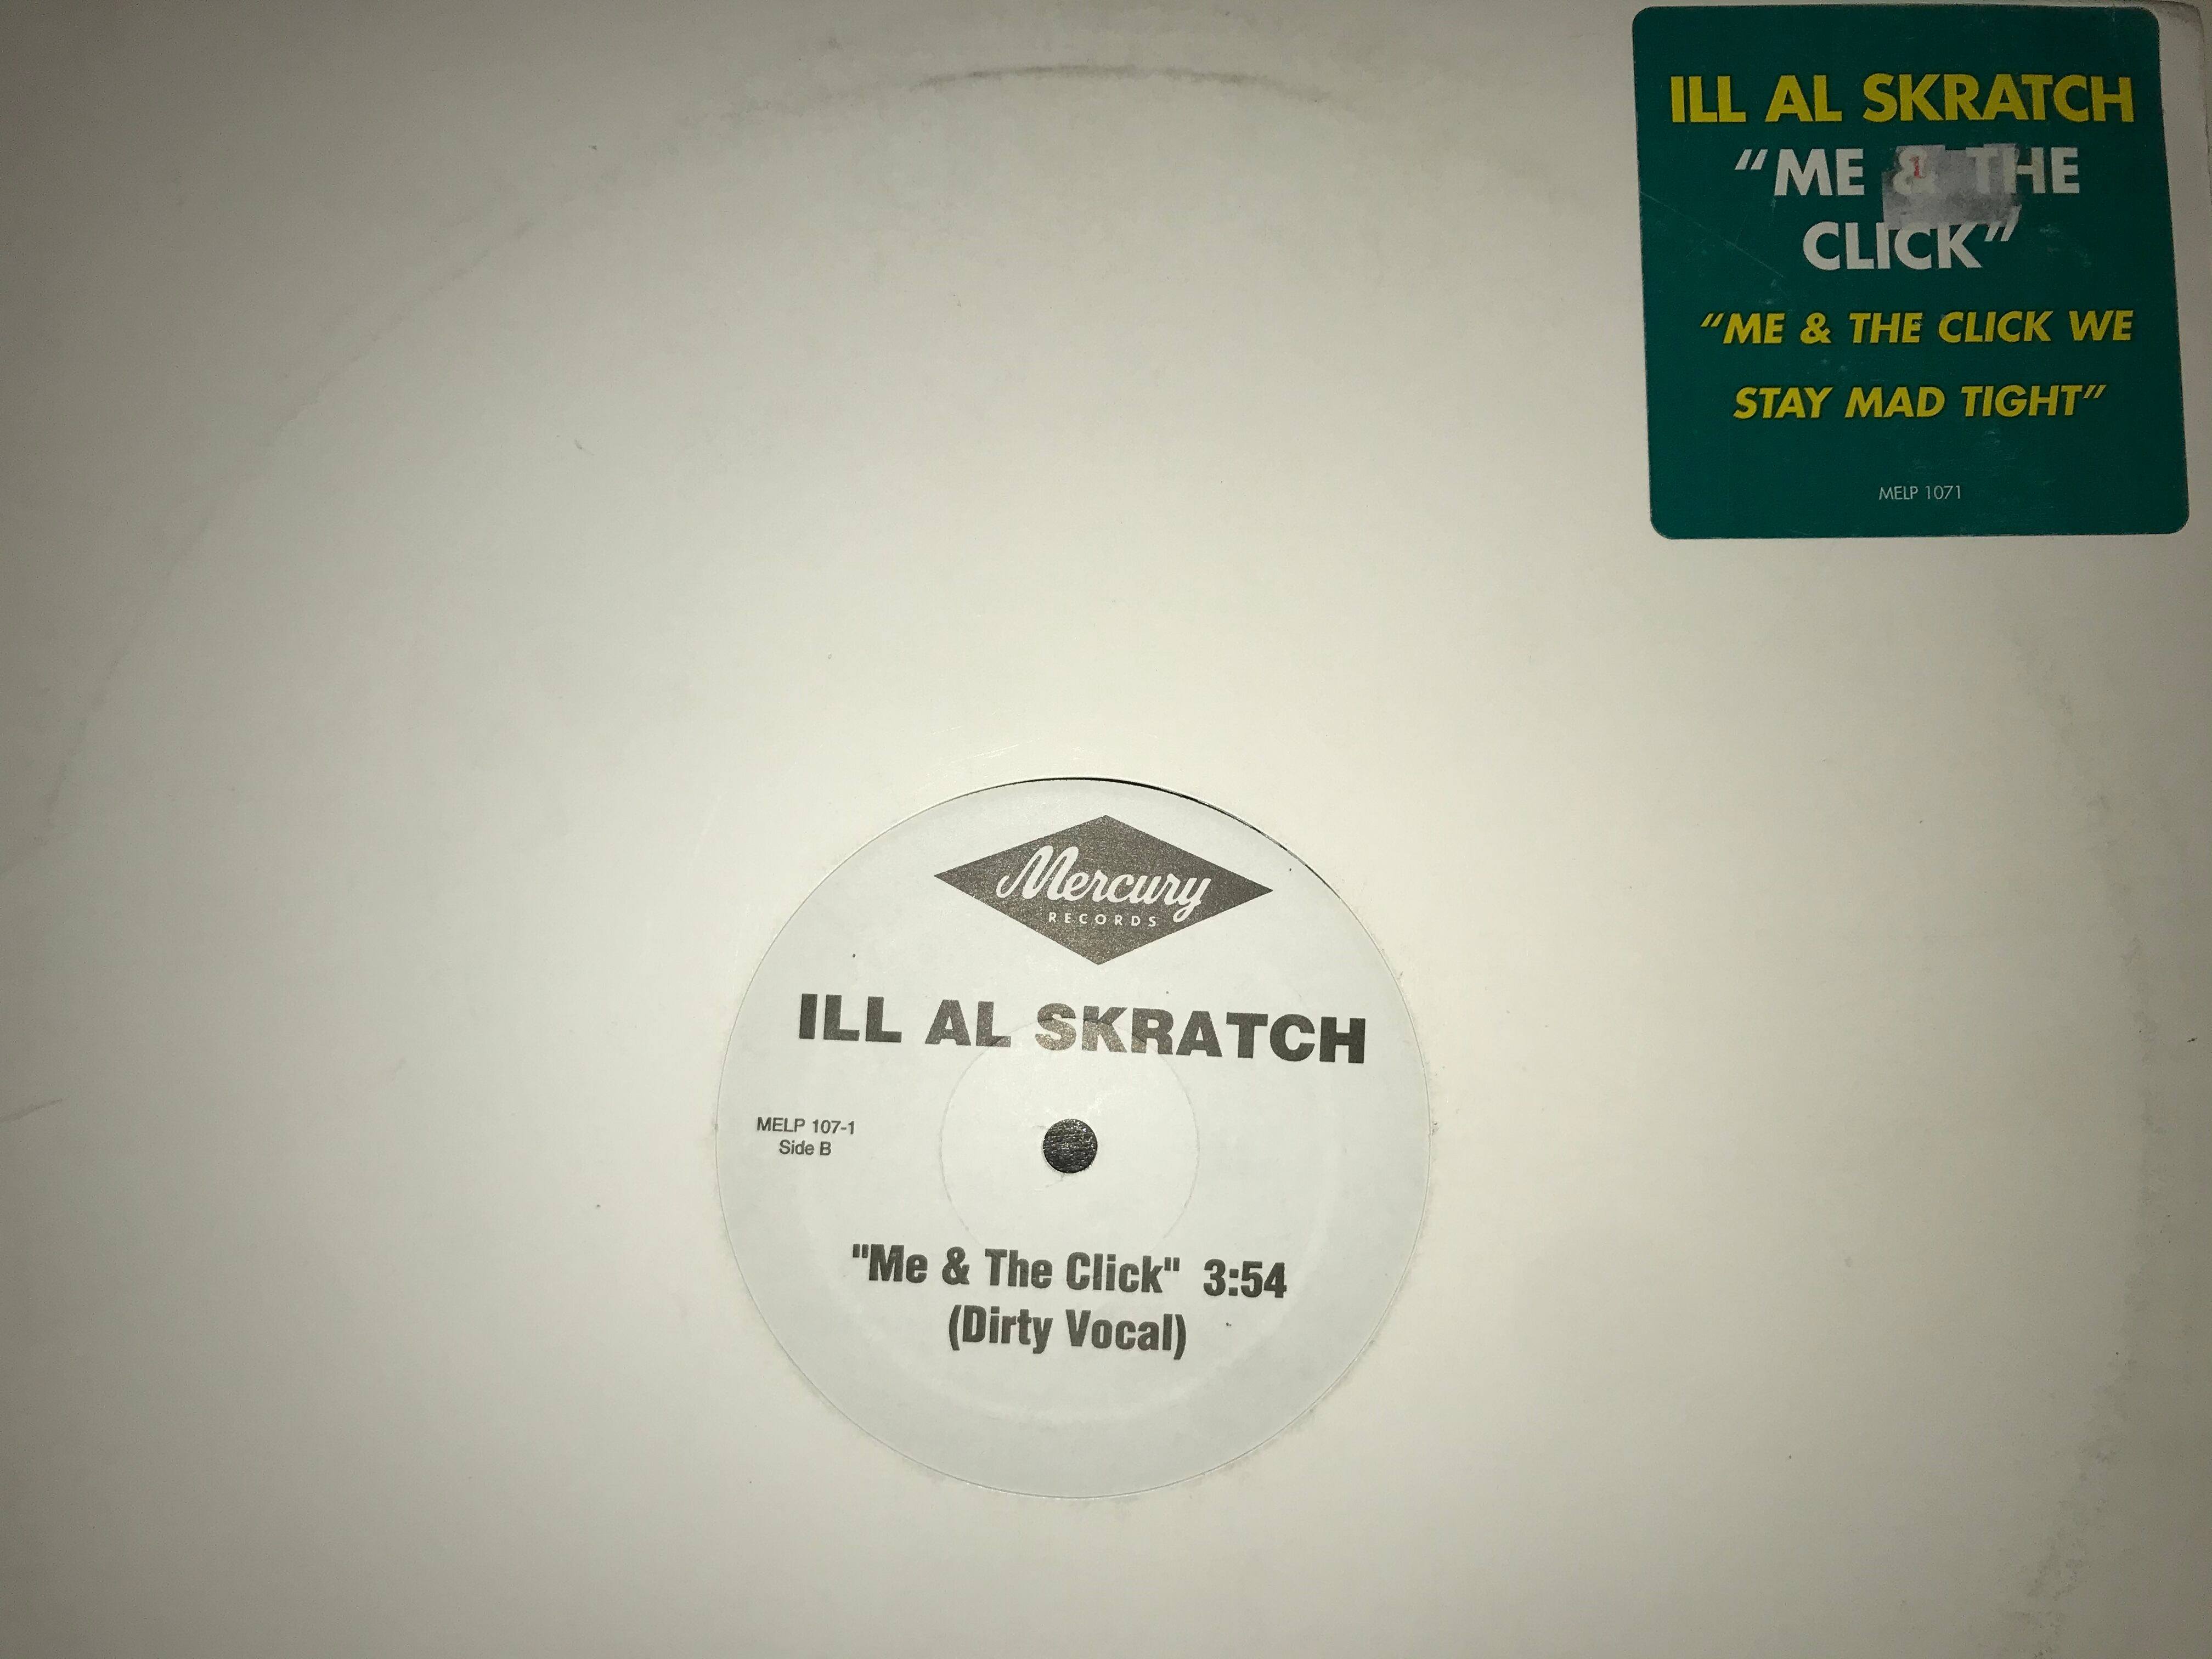 ILL AL SKRATCH
“ME & THE
CLICK”
“ME & THE CLICK WE
STAY MAD TIGHT”
MELP 1071
Mercury
RECORDS
ILL AL SKRATCH
MELP 107-1
Side B
"Me & The Click" 3:54
(Dirty Vocal)